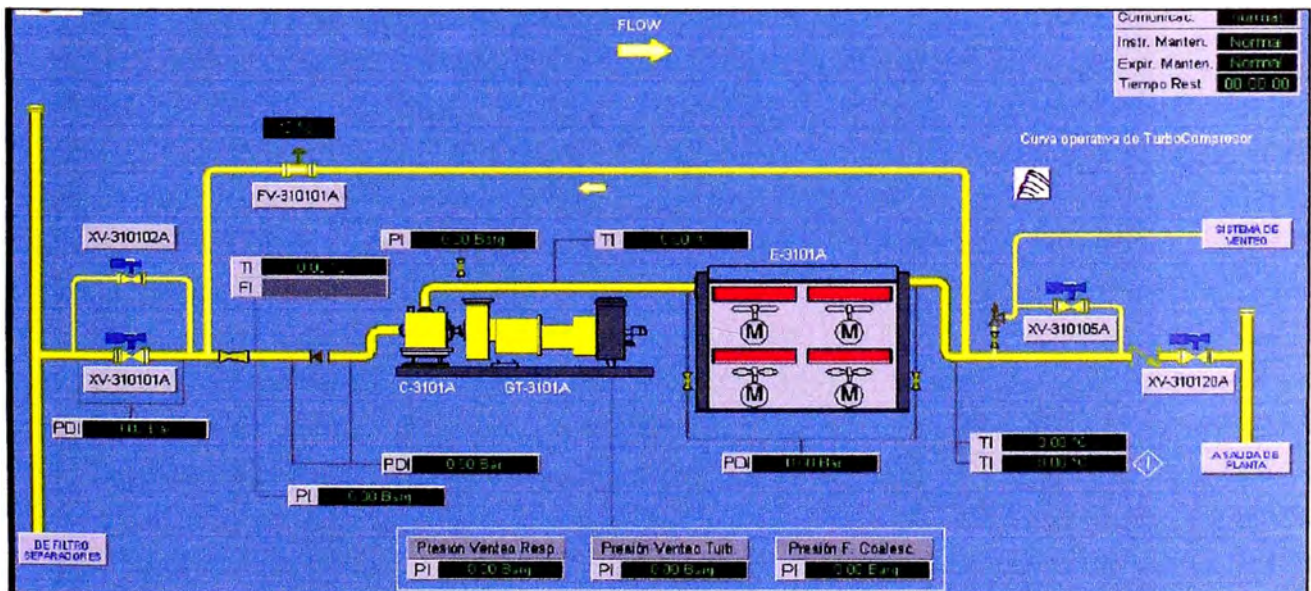 FLOW
Comunicac. Normal
Instr. Manten. Normal
Expir. Manten. Normal
Tiempo Rest. 00:00:00
Curva operativa de TurboCompresor
FV-310101A
XV-310102A
PI 0.00 Barg
TI
SISTEMA DE
VENTEO
TI
FI
E-3101A
XV-310105A
M M
M M
XV-310101A
C-3101A
GT-3101A
XV-310120A
PDI
TI
TI
PDI 0.00 Bar
PDI 0.00 Bar
A SALIDA DE
PLANTA
PI 0.00 Barg
DE FILTRO
SEPARADORES
Presión Venteo Resp.
Presión Venteo Turb.
Presión F. Coalesc.
PI 0.00 Barg
PI 0.00 Barg
PI 0.00 Barg